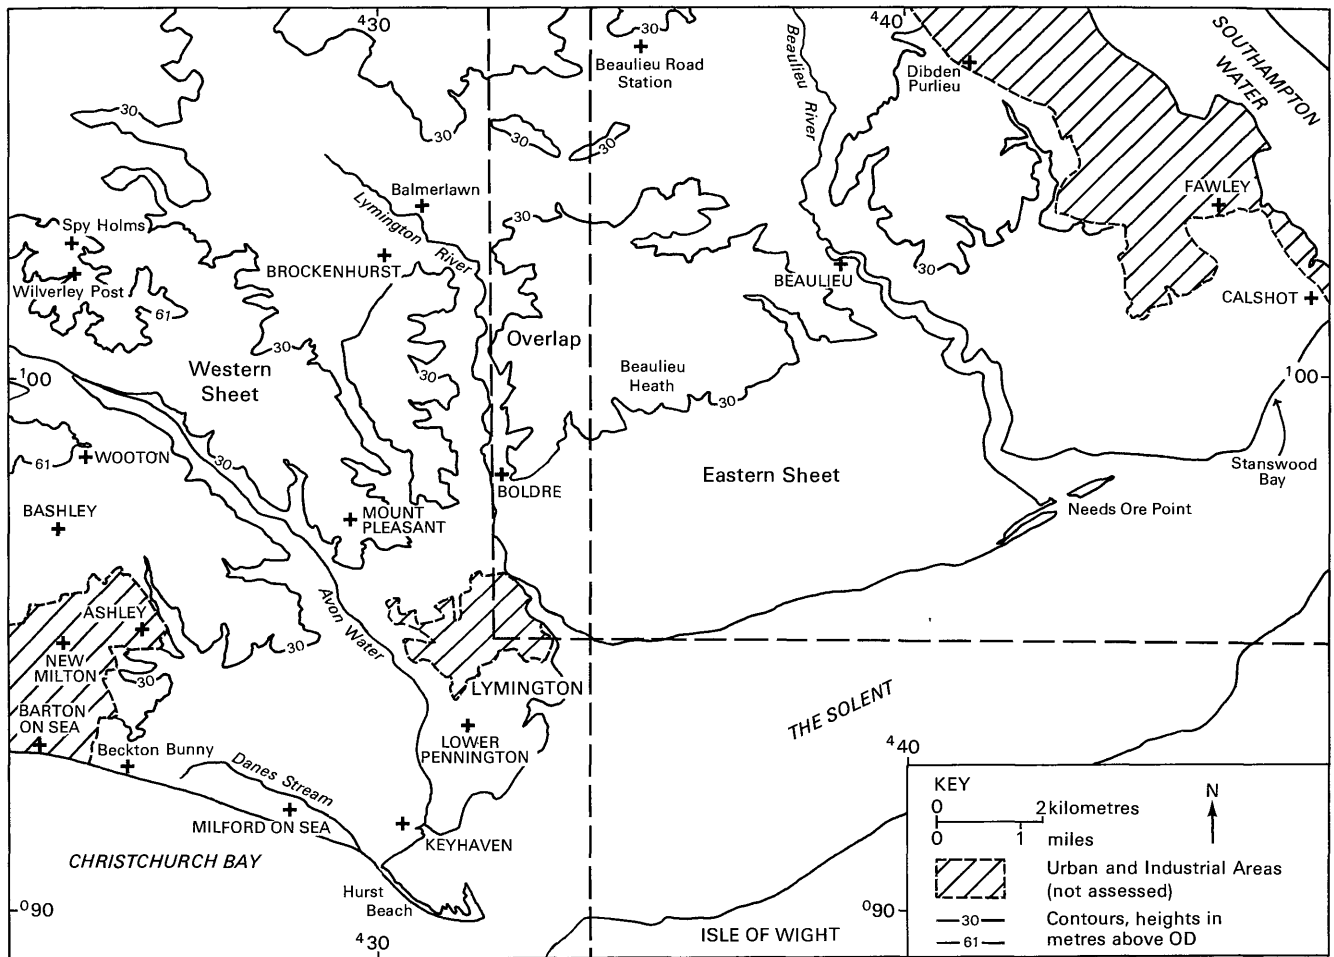 ⁴30
⁴40
30
Beaulieu Road
Station
Beaulieu River
Dibden
Purlieu
SOUTHAMPTON
WATER
30
30
30
30
Balmerlawn
Lymington River
FAWLEY
Spy Holms
30
BROCKENHURST
Wilverley Post
61
BEAULIEU
30
CALSHOT
Overlap
30
Western
Sheet
Beaulieu
Heath
¹00
30
30
¹00
61
WOOTON
30
Eastern Sheet
Stanswood
Bay
BOLDRE
BASHLEY
MOUNT
PLEASANT
Needs Ore Point
Avon Water
ASHLEY
NEW
MILTON
30
30
LYMINGTON
BARTON
ON SEA
THE SOLENT
Beckton Bunny
LOWER
PENNINGTON
⁴40
Danes Stream
MILFORD ON SEA
KEYHAVEN
CHRISTCHURCH BAY
Hurst
Beach
⁰90
⁰90
⁴30
ISLE OF WIGHT
KEY
0 2 kilometres
0 1 miles
N
Urban and Industrial Areas
(not assessed)
30 Contours, heights in
61 metres above OD